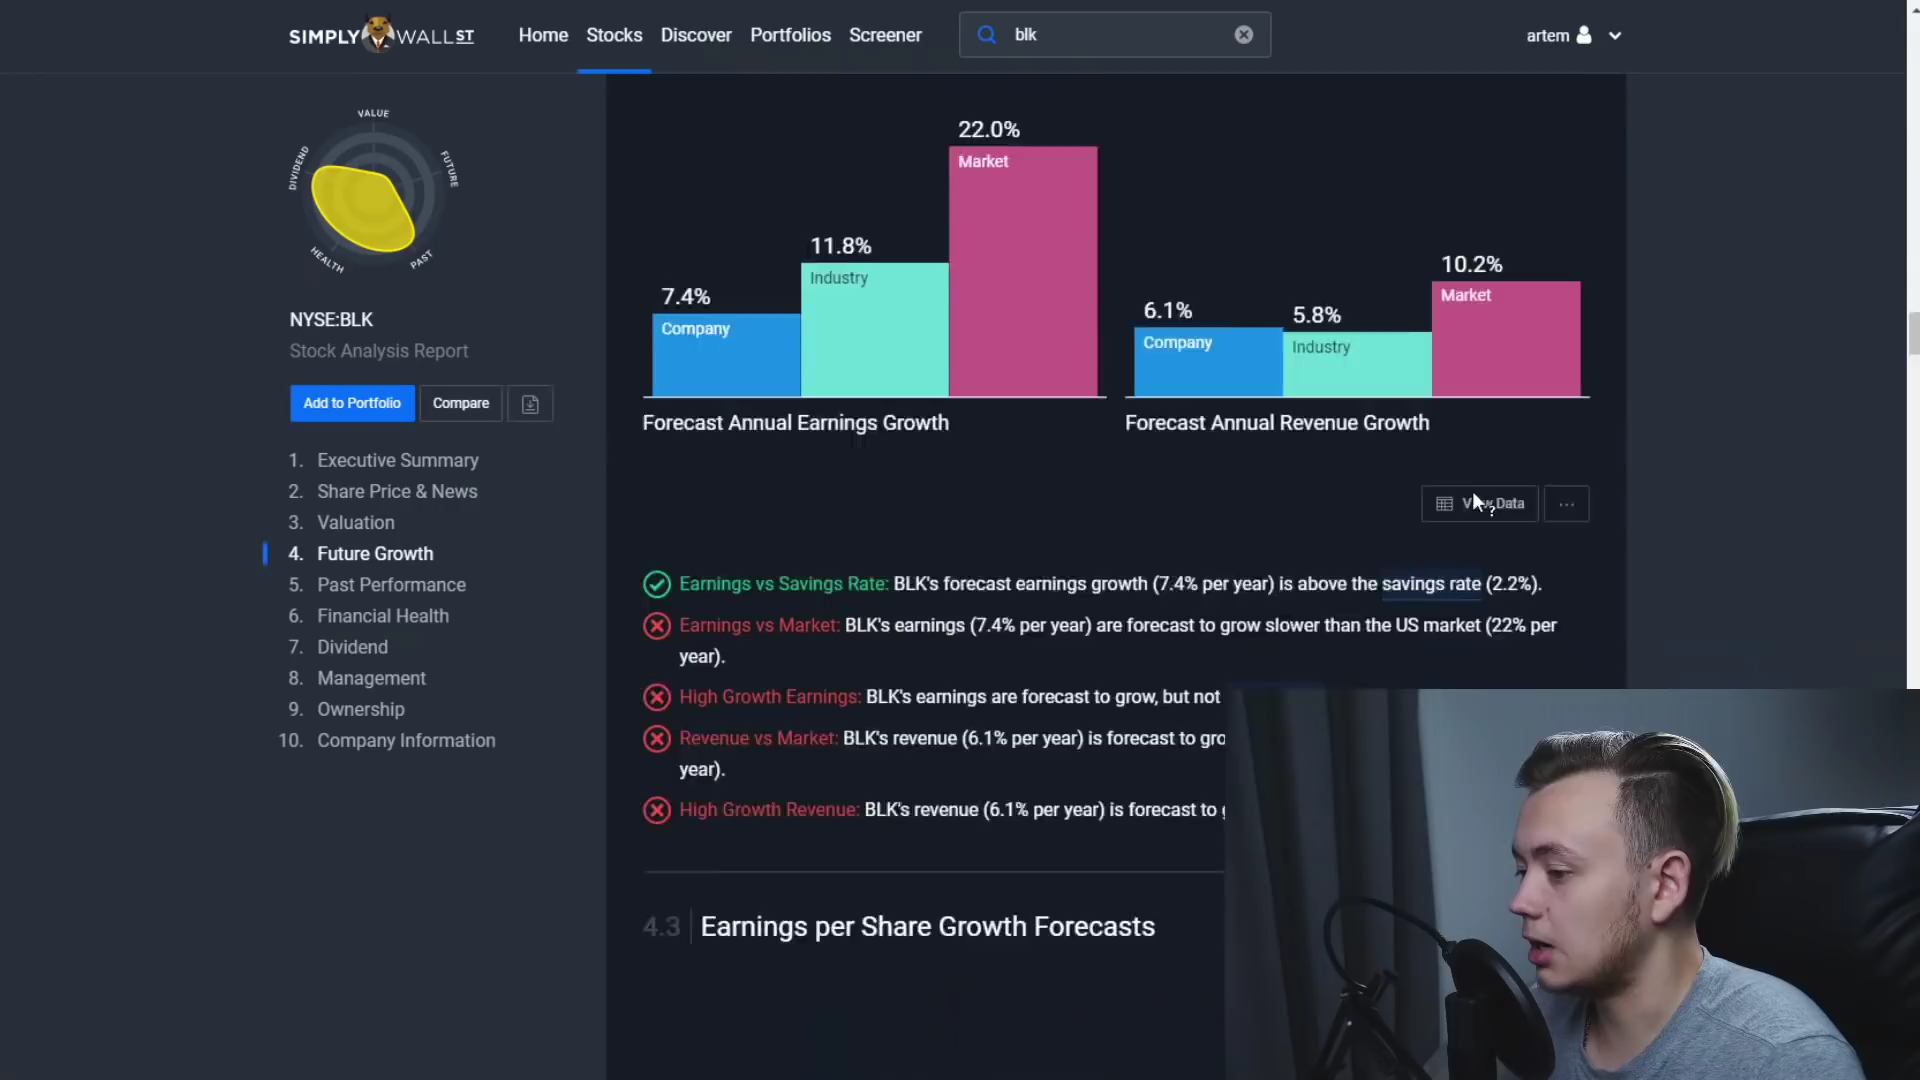 SIMPLY WALL ST
Home
Stocks
Discover
Portfolios
Screener
blk
artem
VALUE
FUTURE
PAST
HEALTH
DIVIDEND
NYSE:BLK
Stock Analysis Report
Add to Portfolio
Compare
1. Executive Summary
2. Share Price & News
3. Valuation
4. Future Growth
5. Past Performance
6. Financial Health
7. Dividend
8. Management
9. Ownership
10. Company Information
7.4%
Company
11.8%
Industry
22.0%
Market
Forecast Annual Earnings Growth
6.1%
Company
5.8%
Industry
10.2%
Market
Forecast Annual Revenue Growth
Data
Earnings vs Savings Rate: BLK's forecast earnings growth (7.4% per year) is above the savings rate (2.2%).
Earnings vs Market: BLK's earnings (7.4% per year) are forecast to grow slower than the US market (22% per
year).
High Growth Earnings: BLK's earnings are forecast to grow, but not
Revenue vs Market: BLK's revenue (6.1% per year) is forecast to gro
year).
High Growth Revenue: BLK's revenue (6.1% per year) is forecast to
4.3 Earnings per Share Growth Forecasts